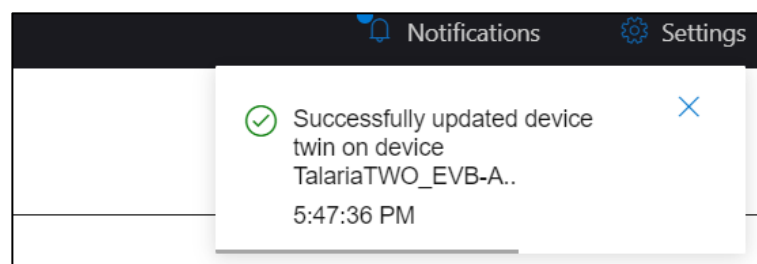 Notifications Settings
Successfully updated device
twin on device
TalariaTWO_EVB-A..
5:47:36 PM